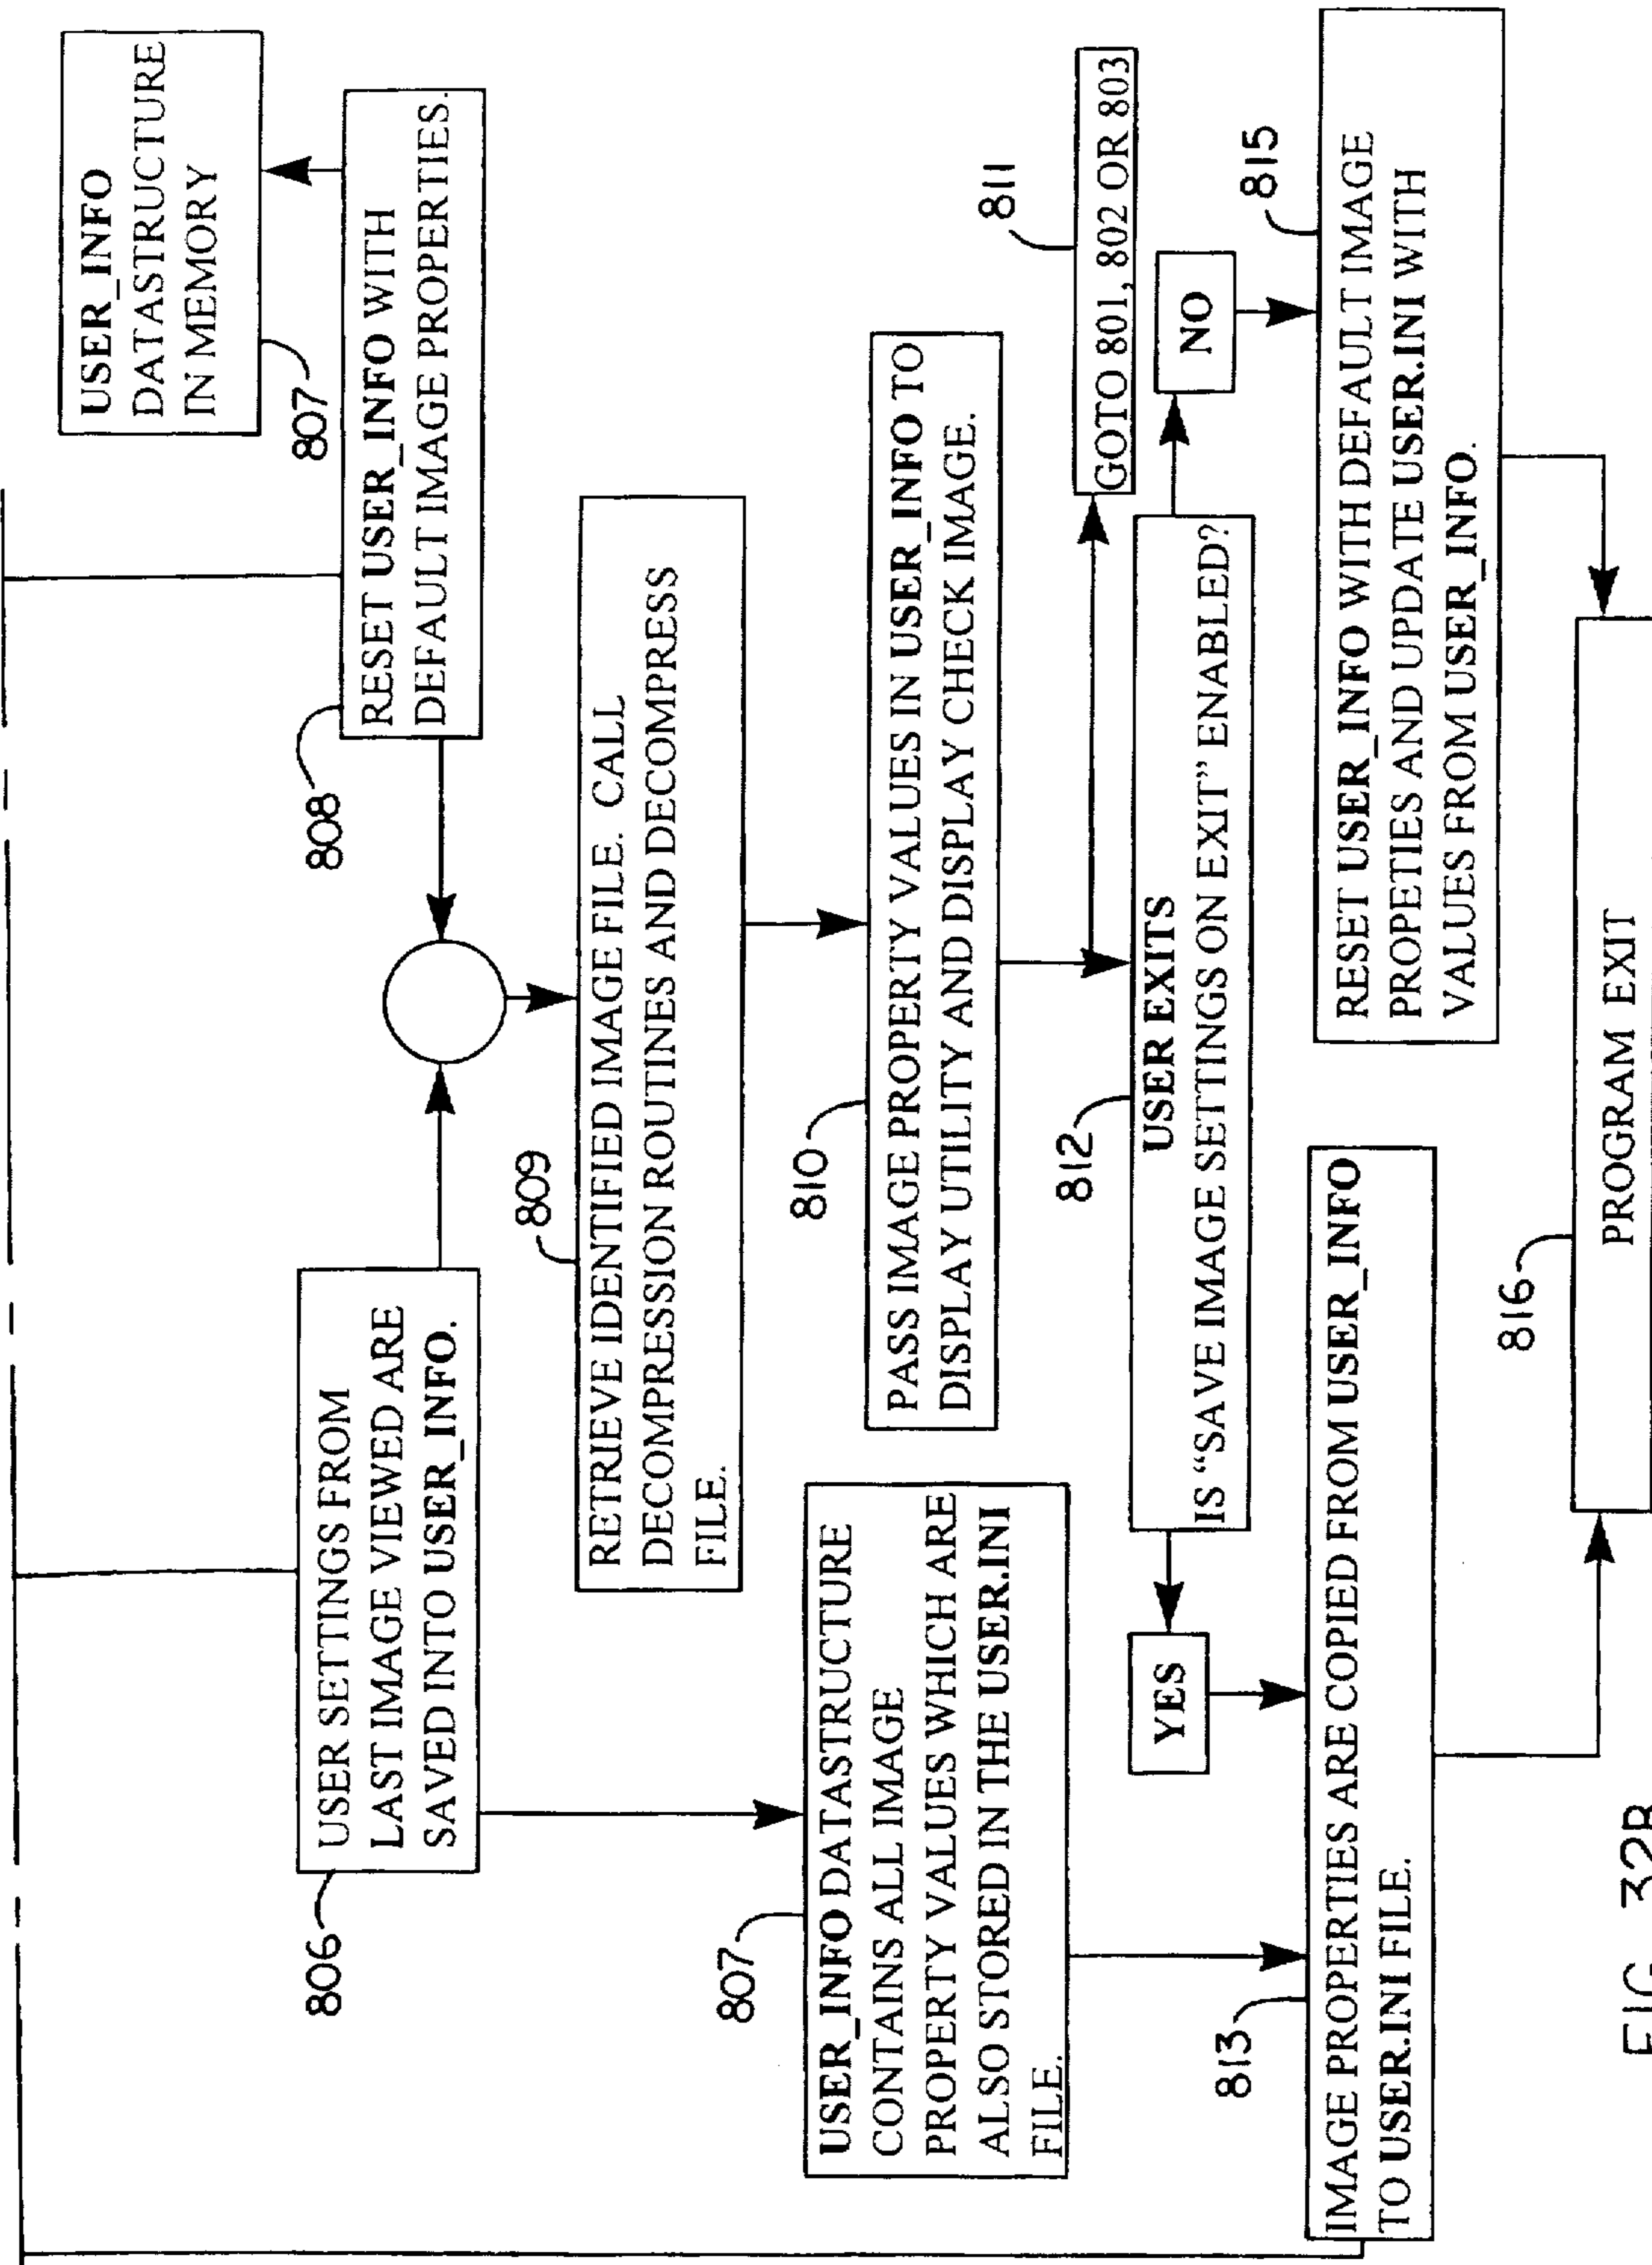 USER_INFO
DATASTRUCTURE
IN MEMORY
807
808
RESET USER_INFO WITH
DEFAULT IMAGE PROPERTIES.
806
USER SETTINGS FROM
LAST IMAGE VIEWED ARE
SAVED INTO USER_INFO.
809
RETRIEVE IDENTIFIED IMAGE FILE. CALL
DECOMPRESSION ROUTINES AND DECOMPRESS
FILE.
807
USER_INFO DATASTRUCTURE
CONTAINS ALL IMAGE
PROPERTY VALUES WHICH ARE
ALSO STORED IN THE USER.INI
FILE.
810
PASS IMAGE PROPERTY VALUES IN USER_INFO TO
DISPLAY UTILITY AND DISPLAY CHECK IMAGE.
811
GOTO 801, 802 OR 803
812
USER EXITS
IS “SAVE IMAGE SETTINGS ON EXIT” ENABLED?
YES
NO
813
IMAGE PROPERTIES ARE COPIED FROM USER_INFO
TO USER.INI FILE.
815
RESET USER_INFO WITH DEFAULT IMAGE
PROPETIES AND UPDATE USER.INI WITH
VALUES FROM USER_INFO.
816
PROGRAM EXIT
FIG. 32B